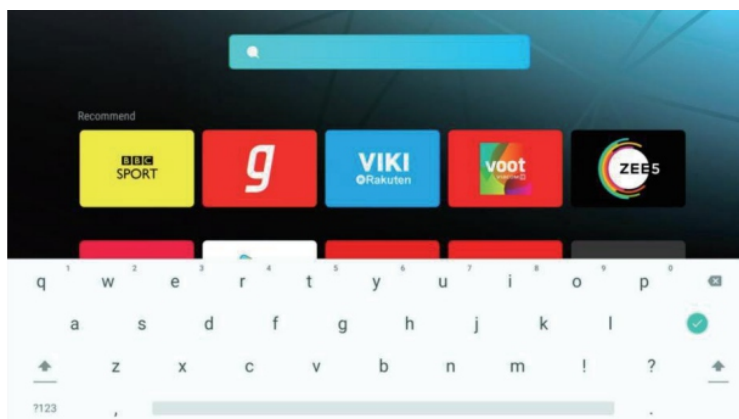 Recommend
BBC
SPORT
g
VIKI
Rakuten
voot
ZEE5
1 2 3 4 5 6 7 8 9 0
q w e r t y u i o p
a s d f g h j k l
z x c v b n m ! ?
?123 , .